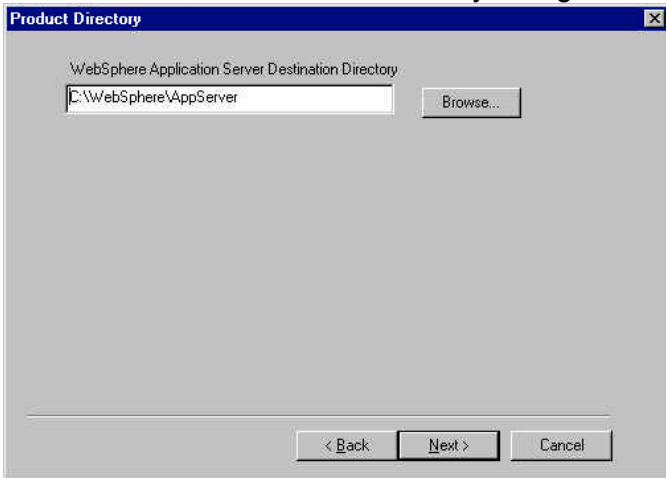 Product Directory
WebSphere Application Server Destination Directory
C:\WebSphere\AppServer
Browse...
< Back
Next >
Cancel